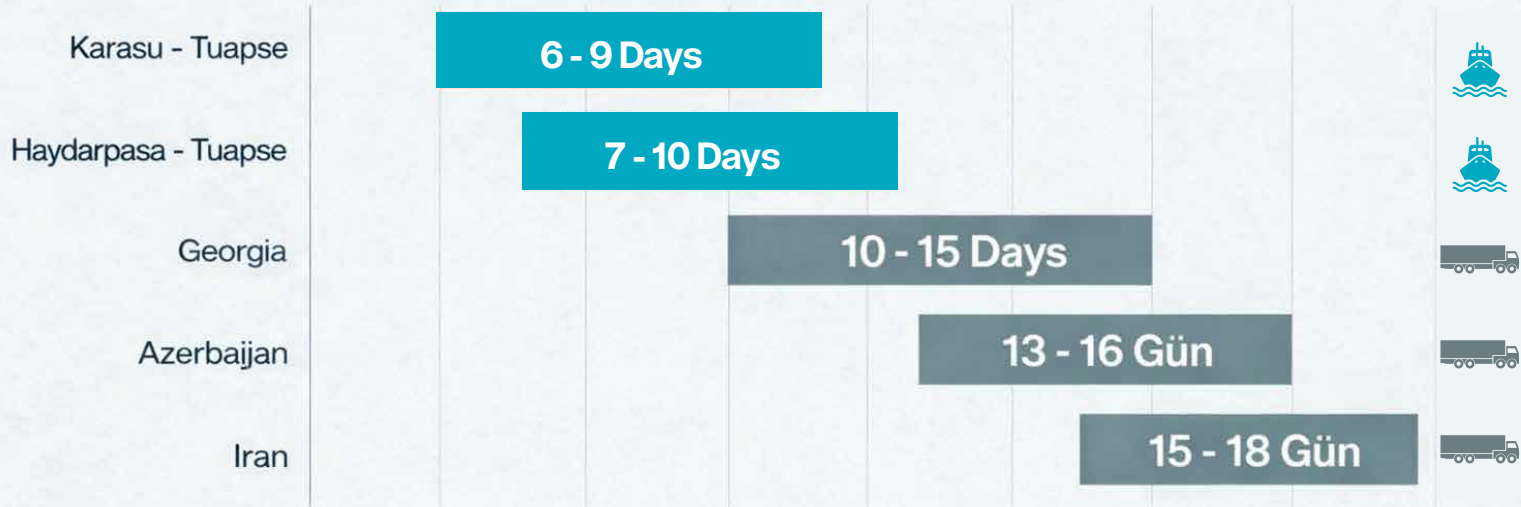 Karasu - Tuapse
6 - 9 Days
Haydarpasa - Tuapse
7 - 10 Days
Georgia
10 - 15 Days
Azerbaijan
13 - 16 Gün
Iran
15 - 18 Gün